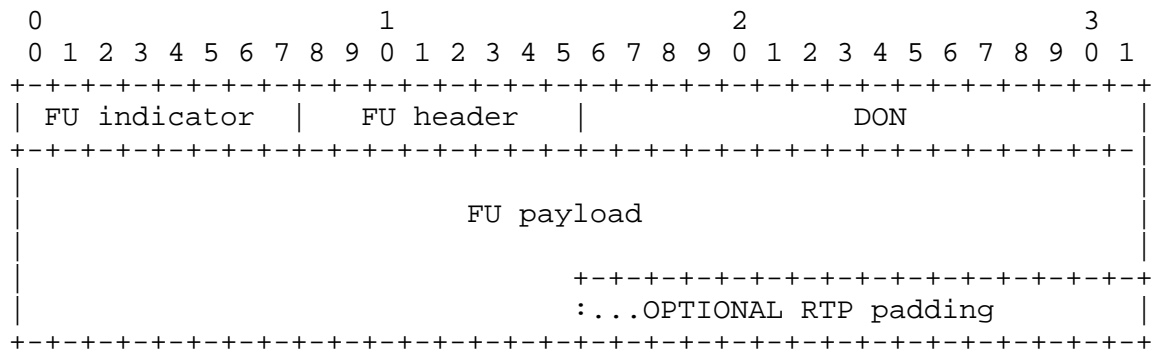 0                   1                   2                   3
 0 1 2 3 4 5 6 7 8 9 0 1 2 3 4 5 6 7 8 9 0 1 2 3 4 5 6 7 8 9 0 1
+-+-+-+-+-+-+-+-+-+-+-+-+-+-+-+-+-+-+-+-+-+-+-+-+-+-+-+-+-+-+-+-+
| FU indicator  |   FU header   |               DON             |
+-+-+-+-+-+-+-+-+-+-+-+-+-+-+-+-+-+-+-+-+-+-+-+-+-+-+-+-+-+-+-+-|
|                                                               |
|                         FU payload                            |
|                                                               |
|                               +-+-+-+-+-+-+-+-+-+-+-+-+-+-+-+-+
|                               :...OPTIONAL RTP padding        |
+-+-+-+-+-+-+-+-+-+-+-+-+-+-+-+-+-+-+-+-+-+-+-+-+-+-+-+-+-+-+-+-+